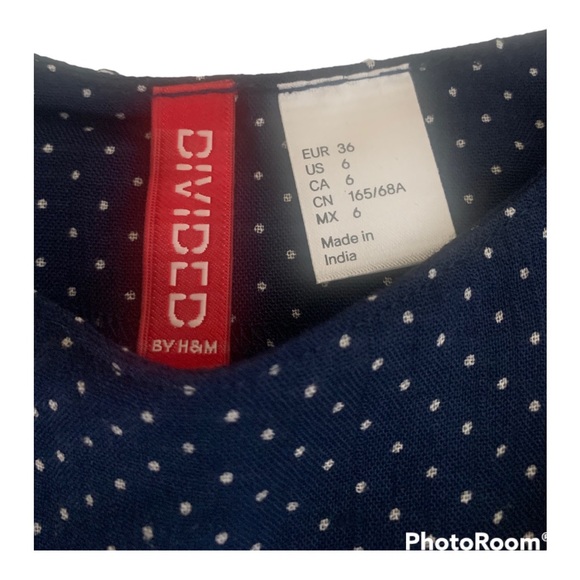 DIVIDED
BY H&M
EUR 36
US 6
CA 6
CN 165/68A
MX 6
Made in
India
PhotoRoom®